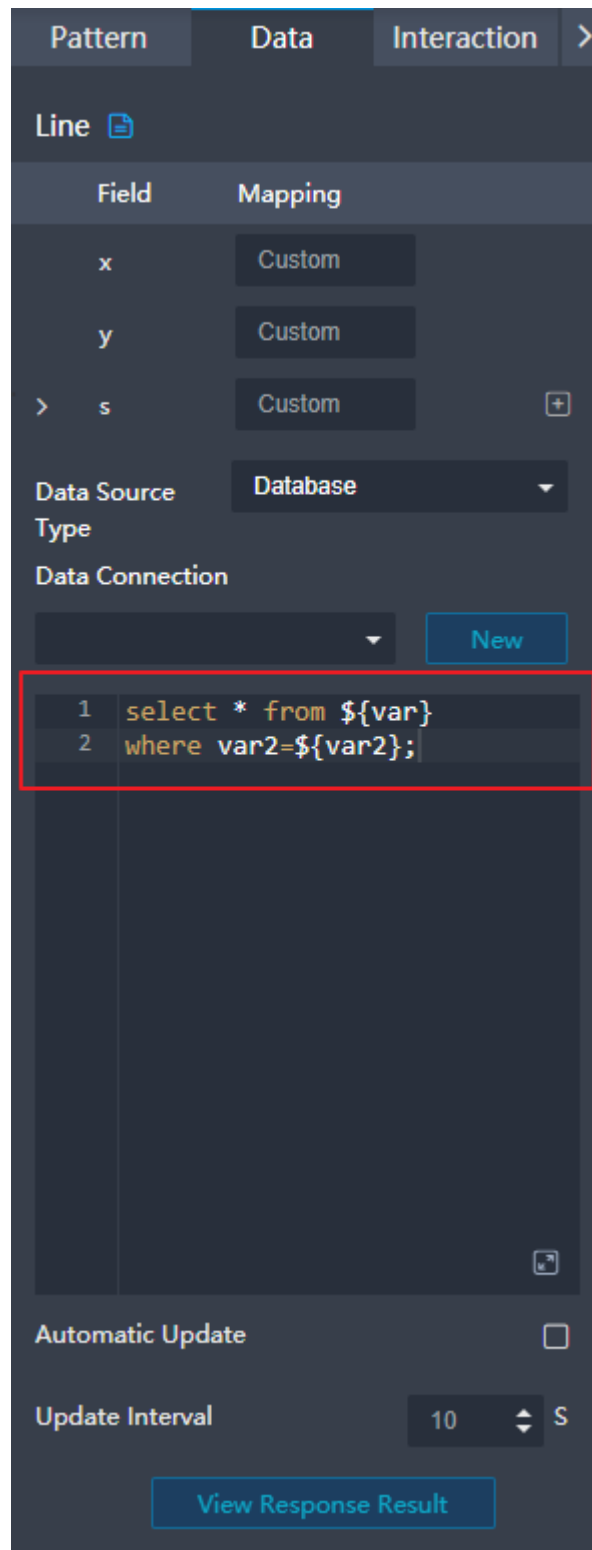 Pattern Data Interaction
Line
Field Mapping
x Custom
y Custom
s Custom
Data Source Type Database
Data Connection
New
1 select * from ${var}
2 where var2=${var2};
Automatic Update
Update Interval 10 S
View Response Result